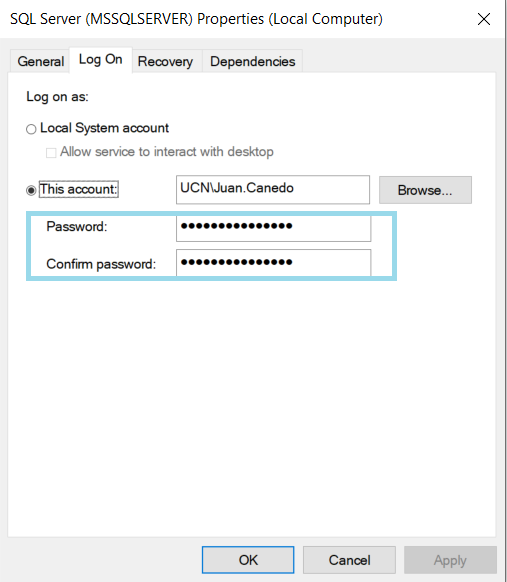 SQL Server (MSSQLSERVER) Properties (Local Computer)
General Log On Recovery Dependencies
Log on as:
Local System account
Allow service to interact with desktop
This account: UCN\Juan.Canedo Browse...
Password: •••••••••••••••
Confirm password: •••••••••••••••
OK Cancel Apply